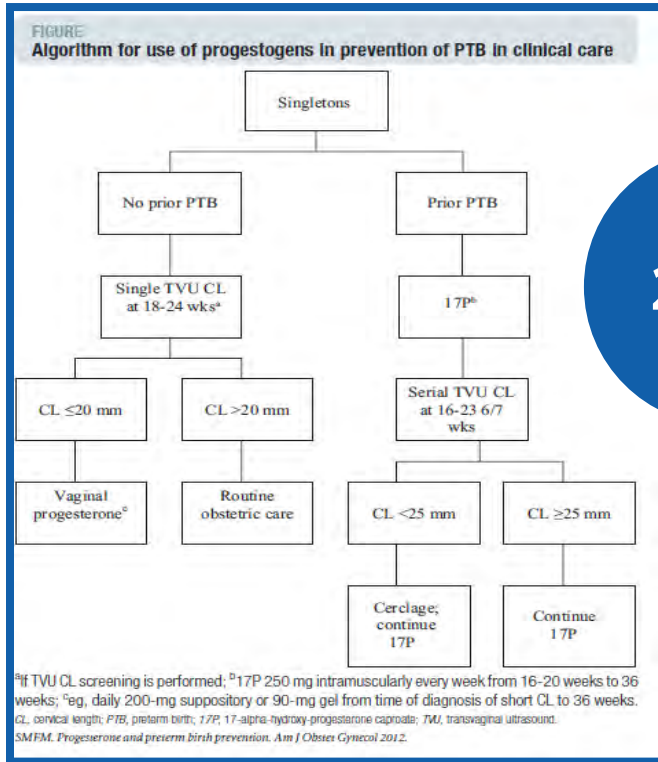 FIGURE
Algorithm for use of progestogens in prevention of PTB in clinical care
Singletons
No prior PTB
Prior PTB
Single TVU CL
at 18-24 wksᵃ
17Pᵇ
CL ≤20 mm
CL >20 mm
Serial TVU CL
at 16-23 6/7
wks
Vaginal
progesteroneᶜ
Routine
obstetric care
CL <25 mm
CL ≥25 mm
Cerclage;
continue
17P
Continue
17P
ᵃIf TVU CL screening is performed; ᵇ17P 250 mg intramuscularly every week from 16-20 weeks to 36
weeks; ᶜeg, daily 200-mg suppository or 90-mg gel from time of diagnosis of short CL to 36 weeks.
CL, cervical length; PTB, preterm birth; 17P, 17-alpha-hydroxy-progesterone caproate; TVU, transvaginal ultrasound.
SMFM. Progesterone and preterm birth prevention. Am J Obstet Gynecol 2012.